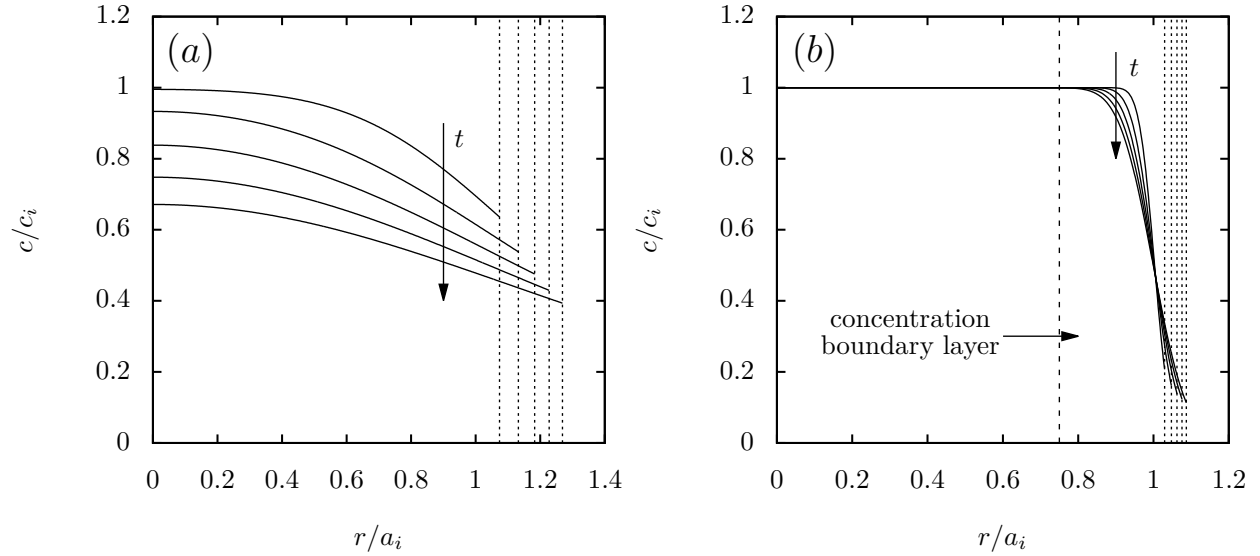 (a)
1.2
1
0.8
0.6
0.4
0.2
0
c/c_i
t
0 0.2 0.4 0.6 0.8 1 1.2 1.4
r/a_i
(b)
1.2
1
0.8
0.6
0.4
0.2
0
c/c_i
t
concentration
boundary layer
0 0.2 0.4 0.6 0.8 1 1.2
r/a_i